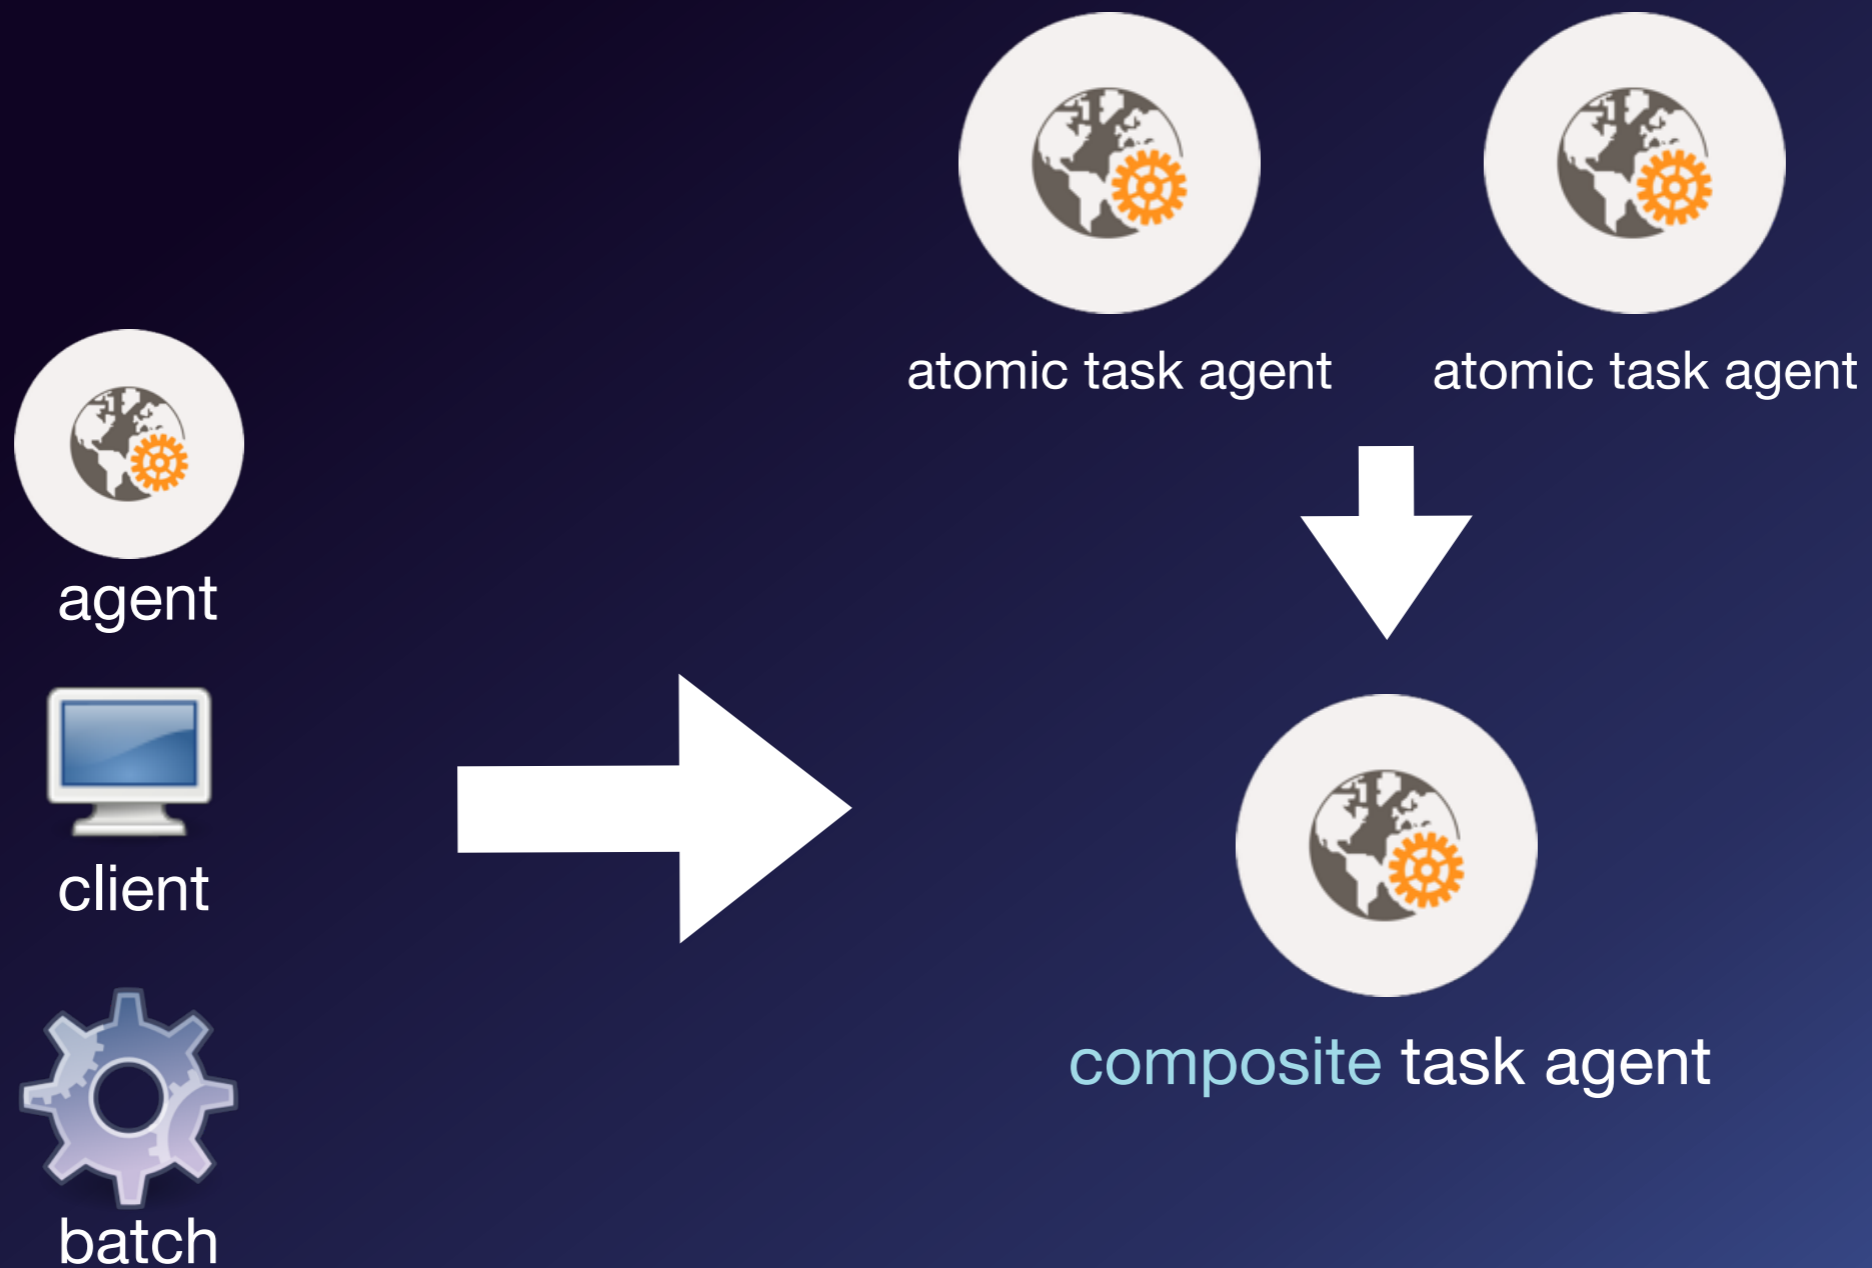 atomic task agent
atomic task agent
agent
client
composite task agent
batch